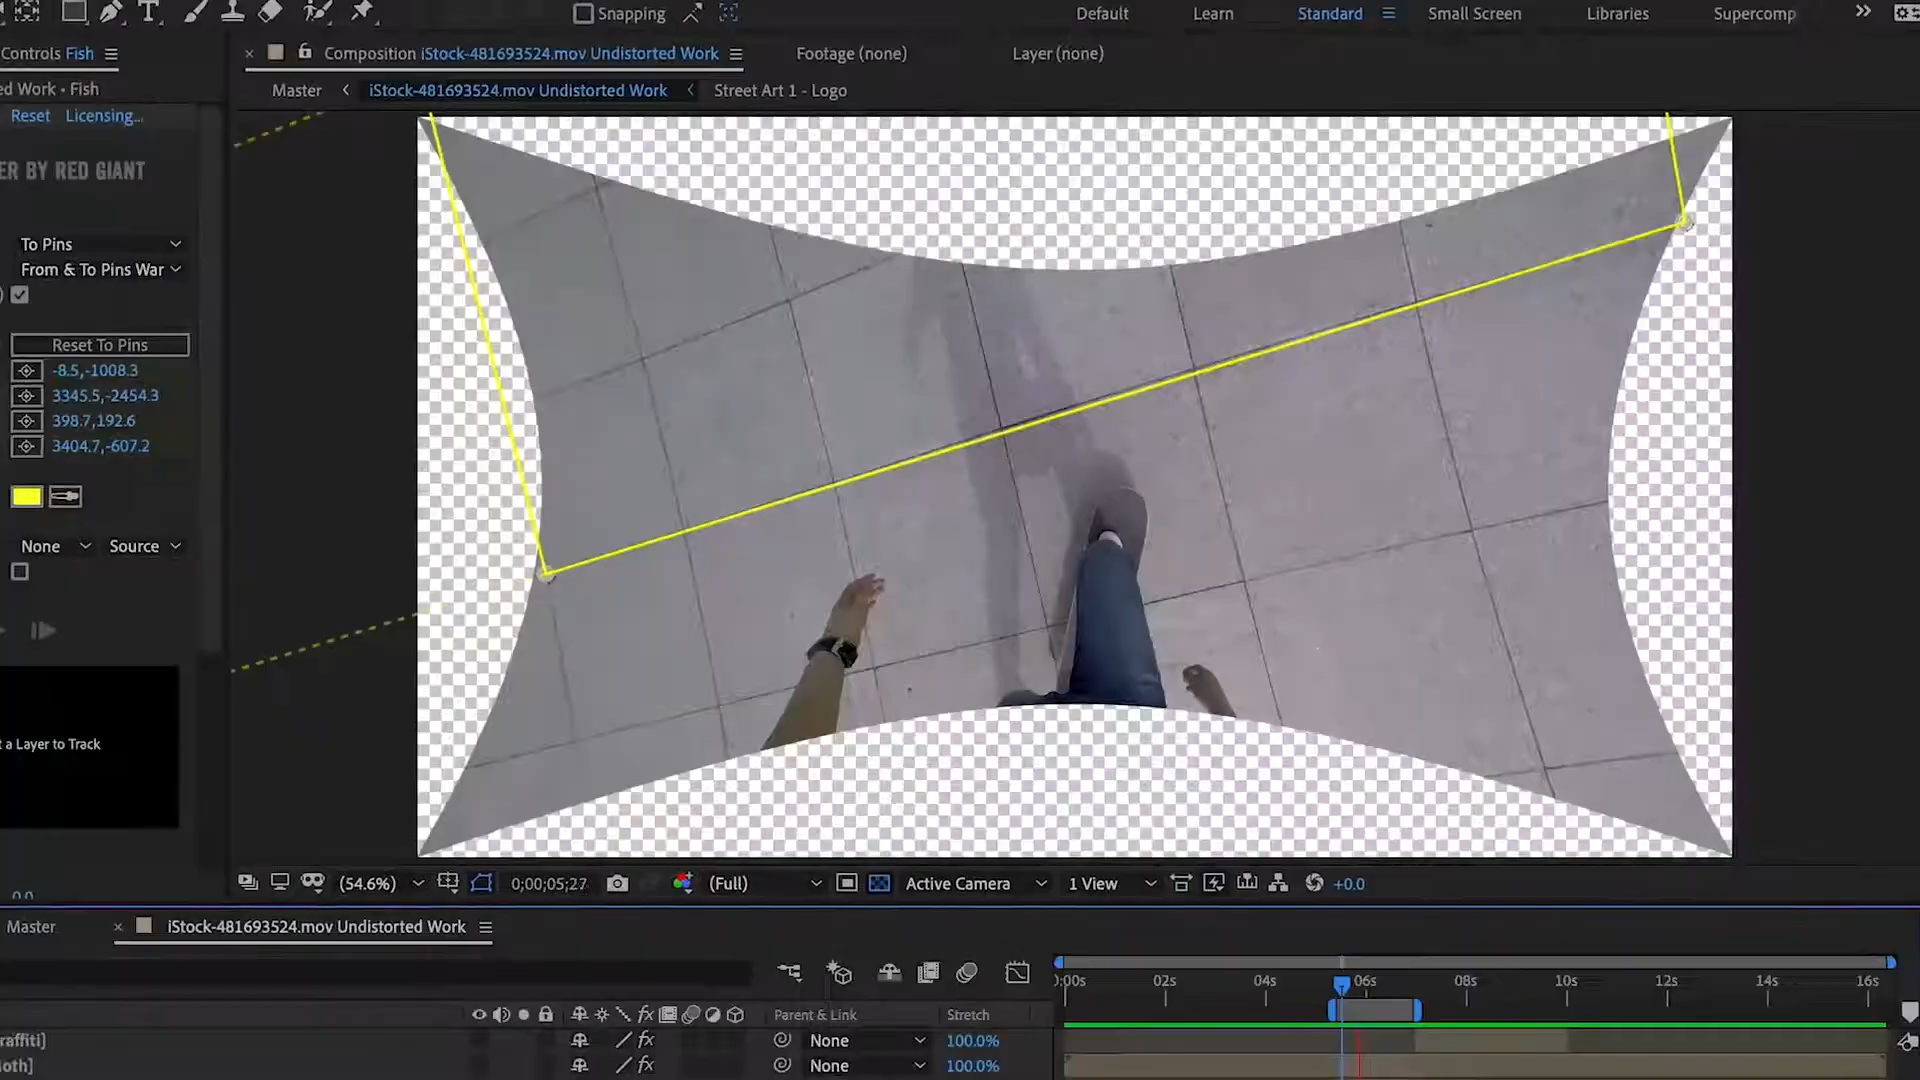 Snapping
Default
Learn
Standard
Small Screen
Libraries
Supercomp
Controls Fish
Composition iStock-481693524.mov Undistorted Work
Footage (none)
Layer (none)
ed Work • Fish
Master
iStock-481693524.mov Undistorted Work
Street Art 1 - Logo
Reset
Licensing...
ER BY RED GIANT
To Pins
From & To Pins War
Reset To Pins
-8.5,-1008.3
3345.5,-2454.3
398.7,192.6
3404.7,-607.2
None
Source
t a Layer to Track
0.0
(54.6%)
0;00;05;27
(Full)
Active Camera
1 View
+0.0
Master
iStock-481693524.mov Undistorted Work
0:00s
02s
04s
06s
08s
10s
12s
14s
16s
fx
Parent & Link
Stretch
raffiti]
fx
None
100.0%
oth]
fx
None
100.0%